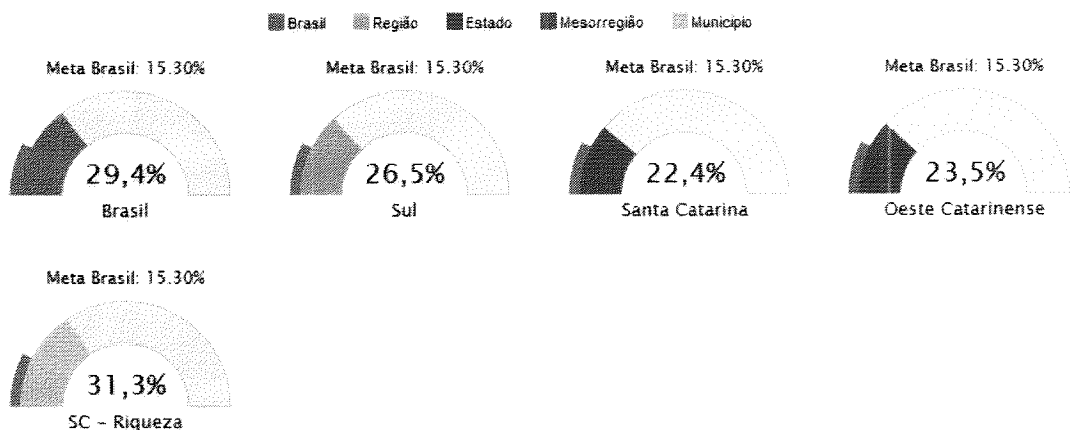 Brasil Região Estado Mesorregião Município
Meta Brasil: 15.30% Meta Brasil: 15.30% Meta Brasil: 15.30% Meta Brasil: 15.30%
29,4% 26,5% 22,4% 23,5%
Brasil Sul Santa Catarina Oeste Catarinense
Meta Brasil: 15.30%
31,3%
SC - Riqueza